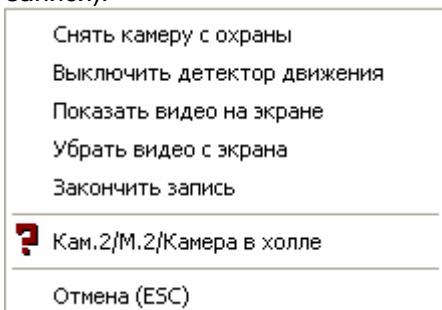 Снять камеру с охраны
Выключить детектор движения
Показать видео на экране
Убрать видео с экрана
Закончить запись
Кам.2/М.2/Камера в холле
Отмена (ESC)